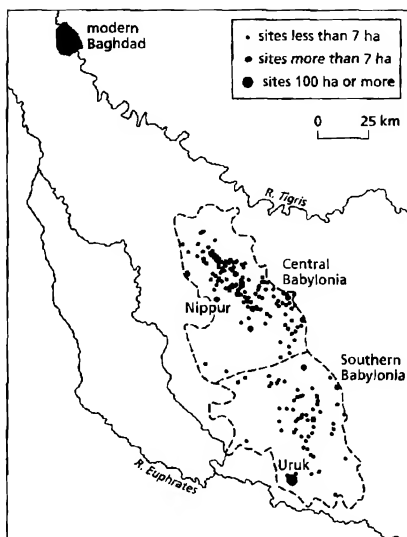 modern
Baghdad
sites less than 7 ha
sites more than 7 ha
sites 100 ha or more
0 25 km
R. Tigris
Central
Babylonia
Nippur
Southern
Babylonia
Uruk
R. Euphrates